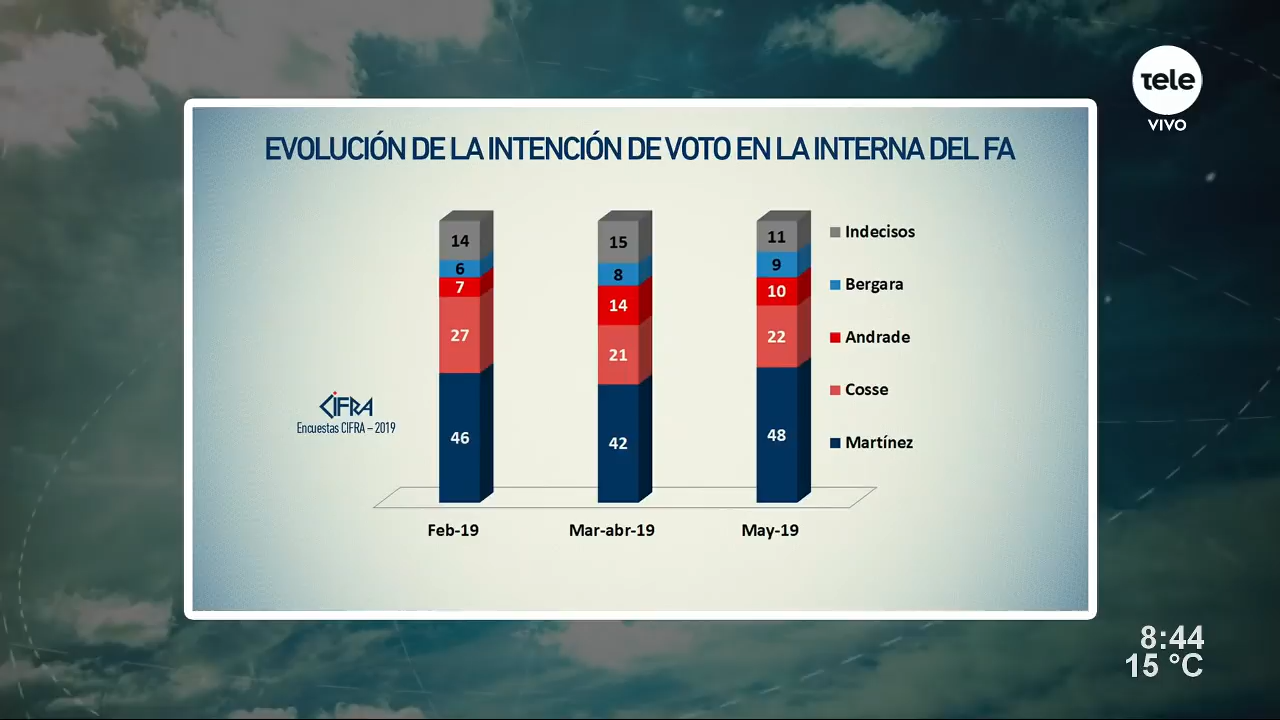 tele
VIVO
EVOLUCIÓN DE LA INTENCIÓN DE VOTO EN LA INTERNA DEL FA
14
6
7
27
46
15
8
14
21
42
11
9
10
22
48
Indecisos
Bergara
Andrade
Cosse
Martínez
CIFRA
Encuestas CIFRA – 2019
Feb-19
Mar-abr-19
May-19
8:44
15 °C